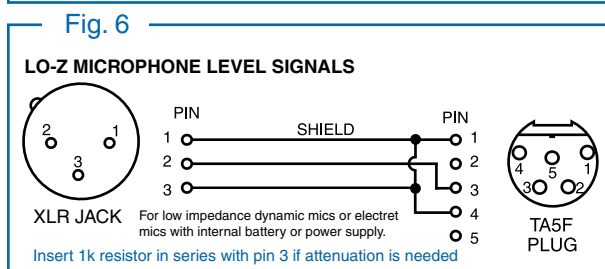 Fig. 6
LO-Z MICROPHONE LEVEL SIGNALS
PIN
SHIELD
PIN
1
1
2
2
3
3
4
5
2
1
3
4
5
1
3
2
XLR JACK
TA5F
PLUG
For low impedance dynamic mics or electret
mics with internal battery or power supply.
Insert 1k resistor in series with pin 3 if attenuation is needed